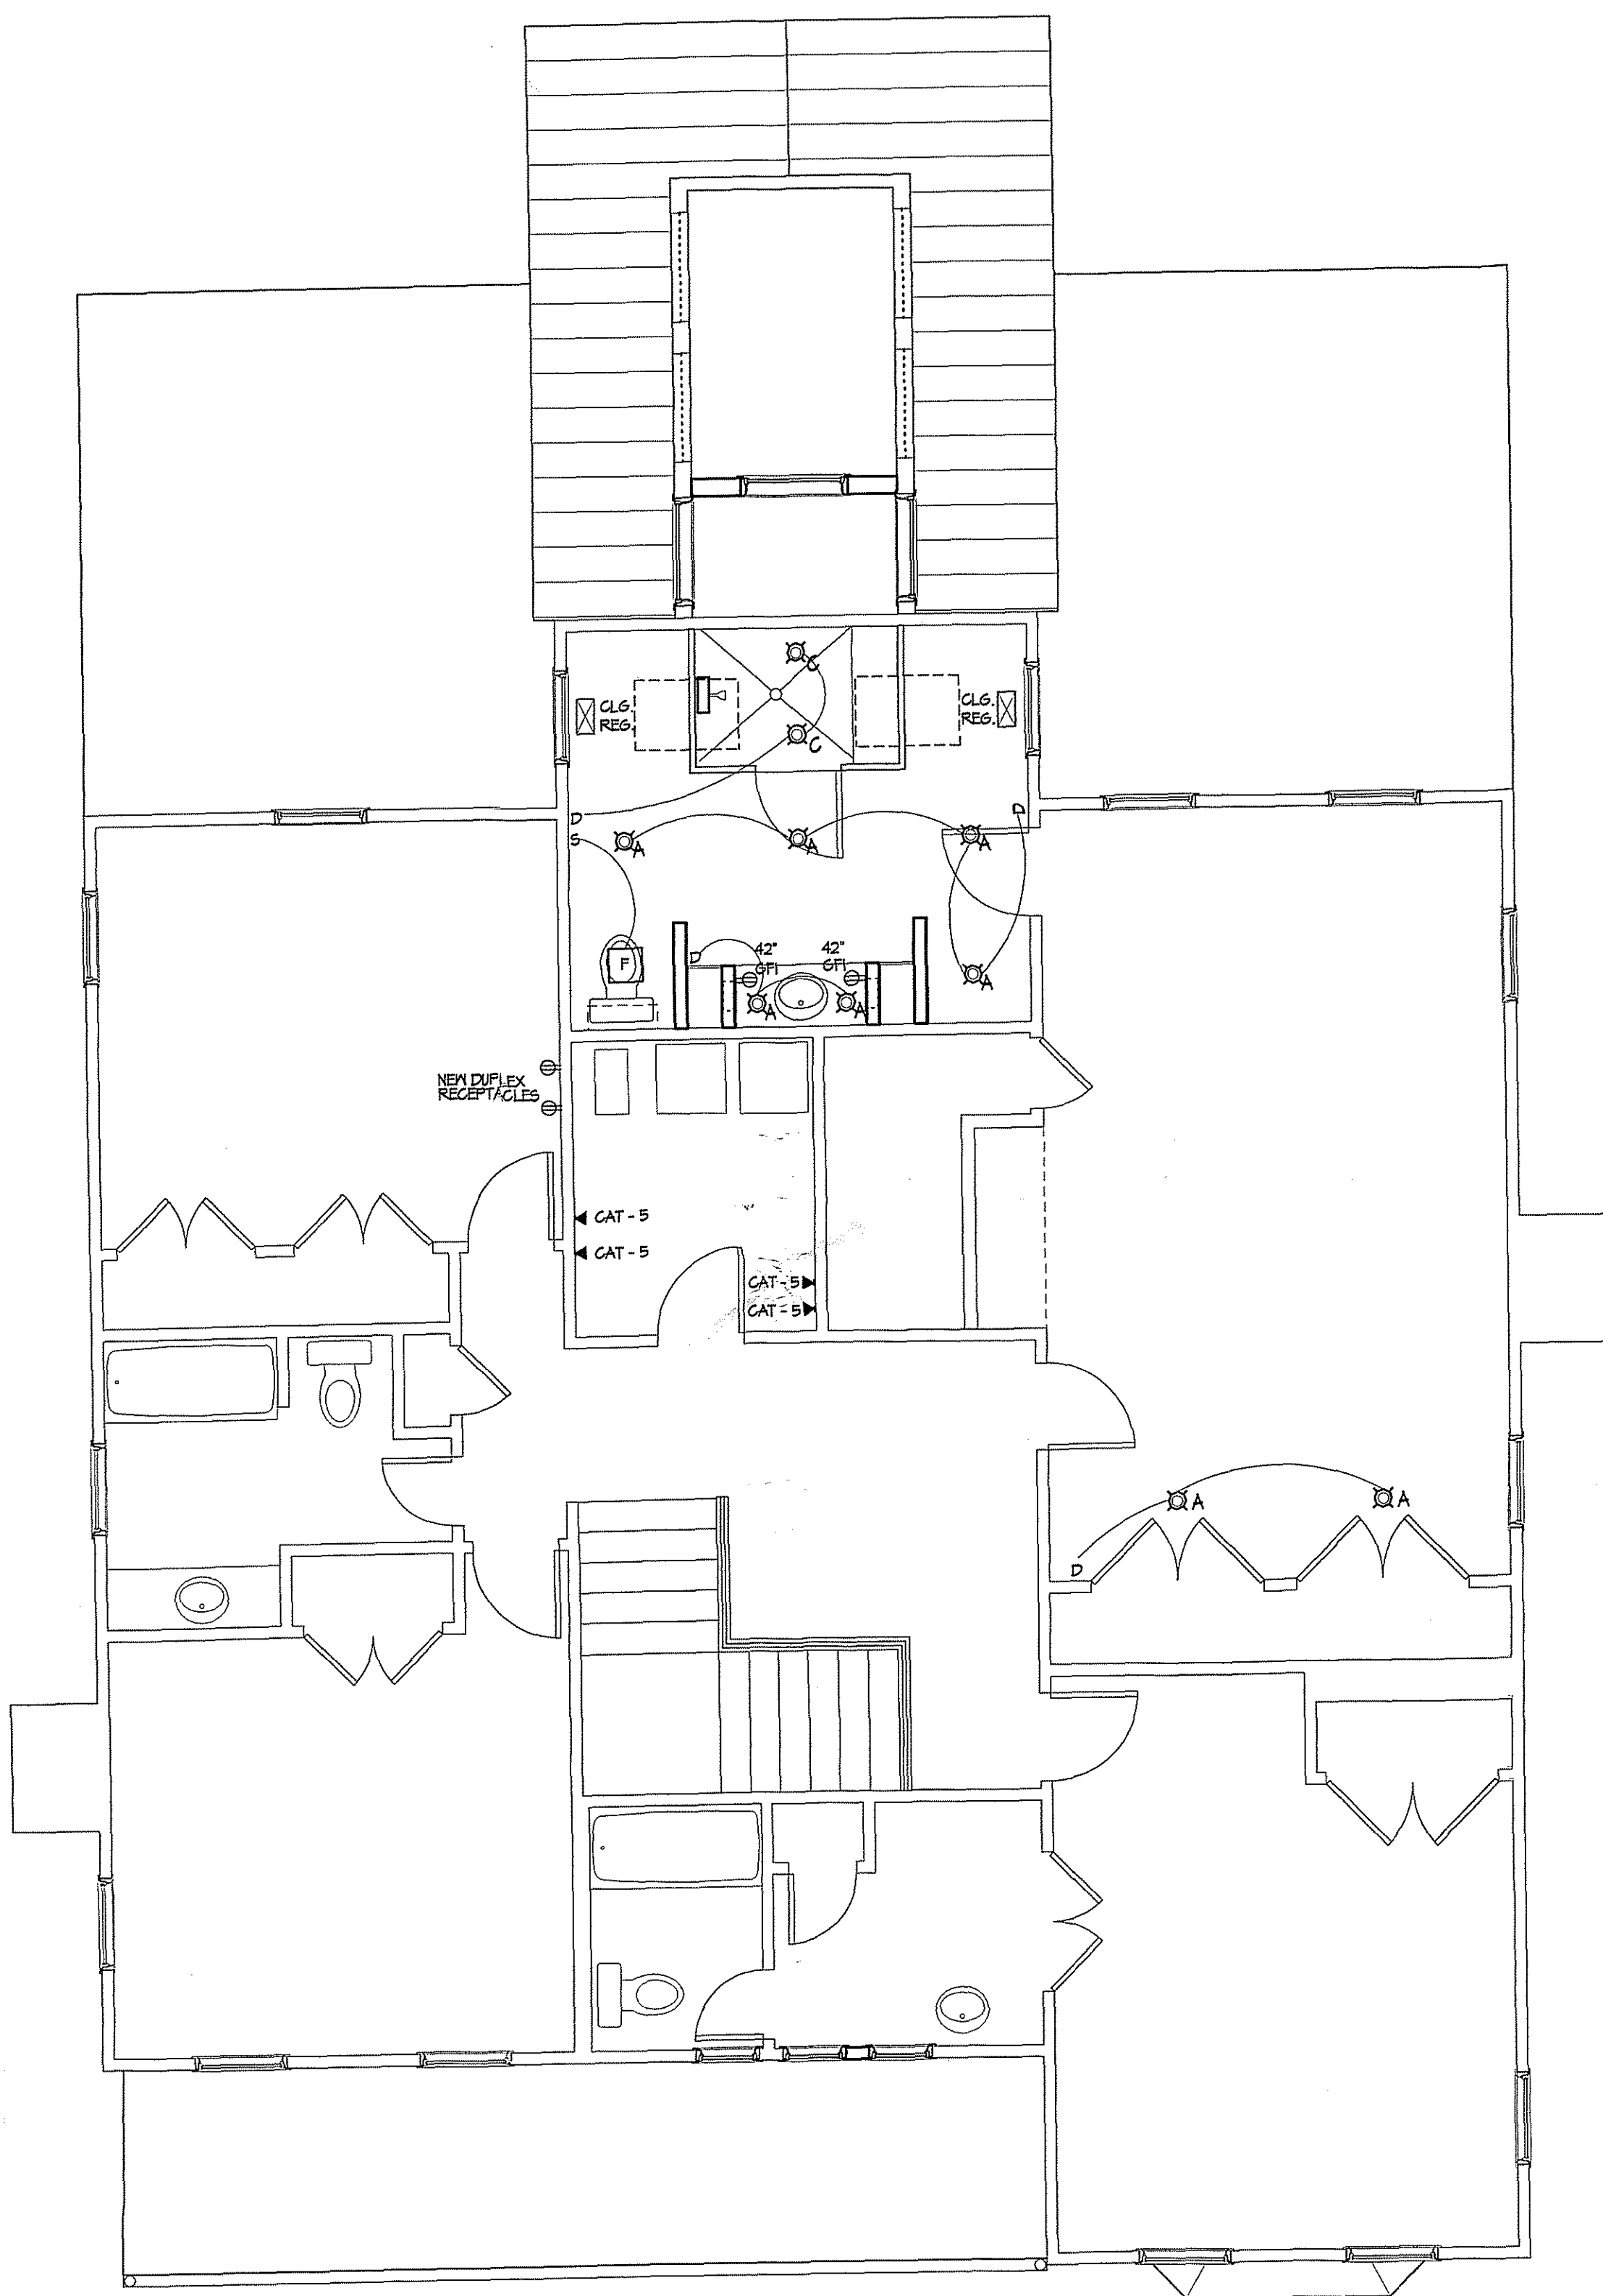 C
CLG.
REG.
CLG.
REG.
C
D
D
S
A
A
A
42"
GFI
42"
GFI
D
F
A
A
A
NEW DUPLEX
RECEPTACLES
CAT-5
CAT-5
CAT-5
CAT-5
A
A
D